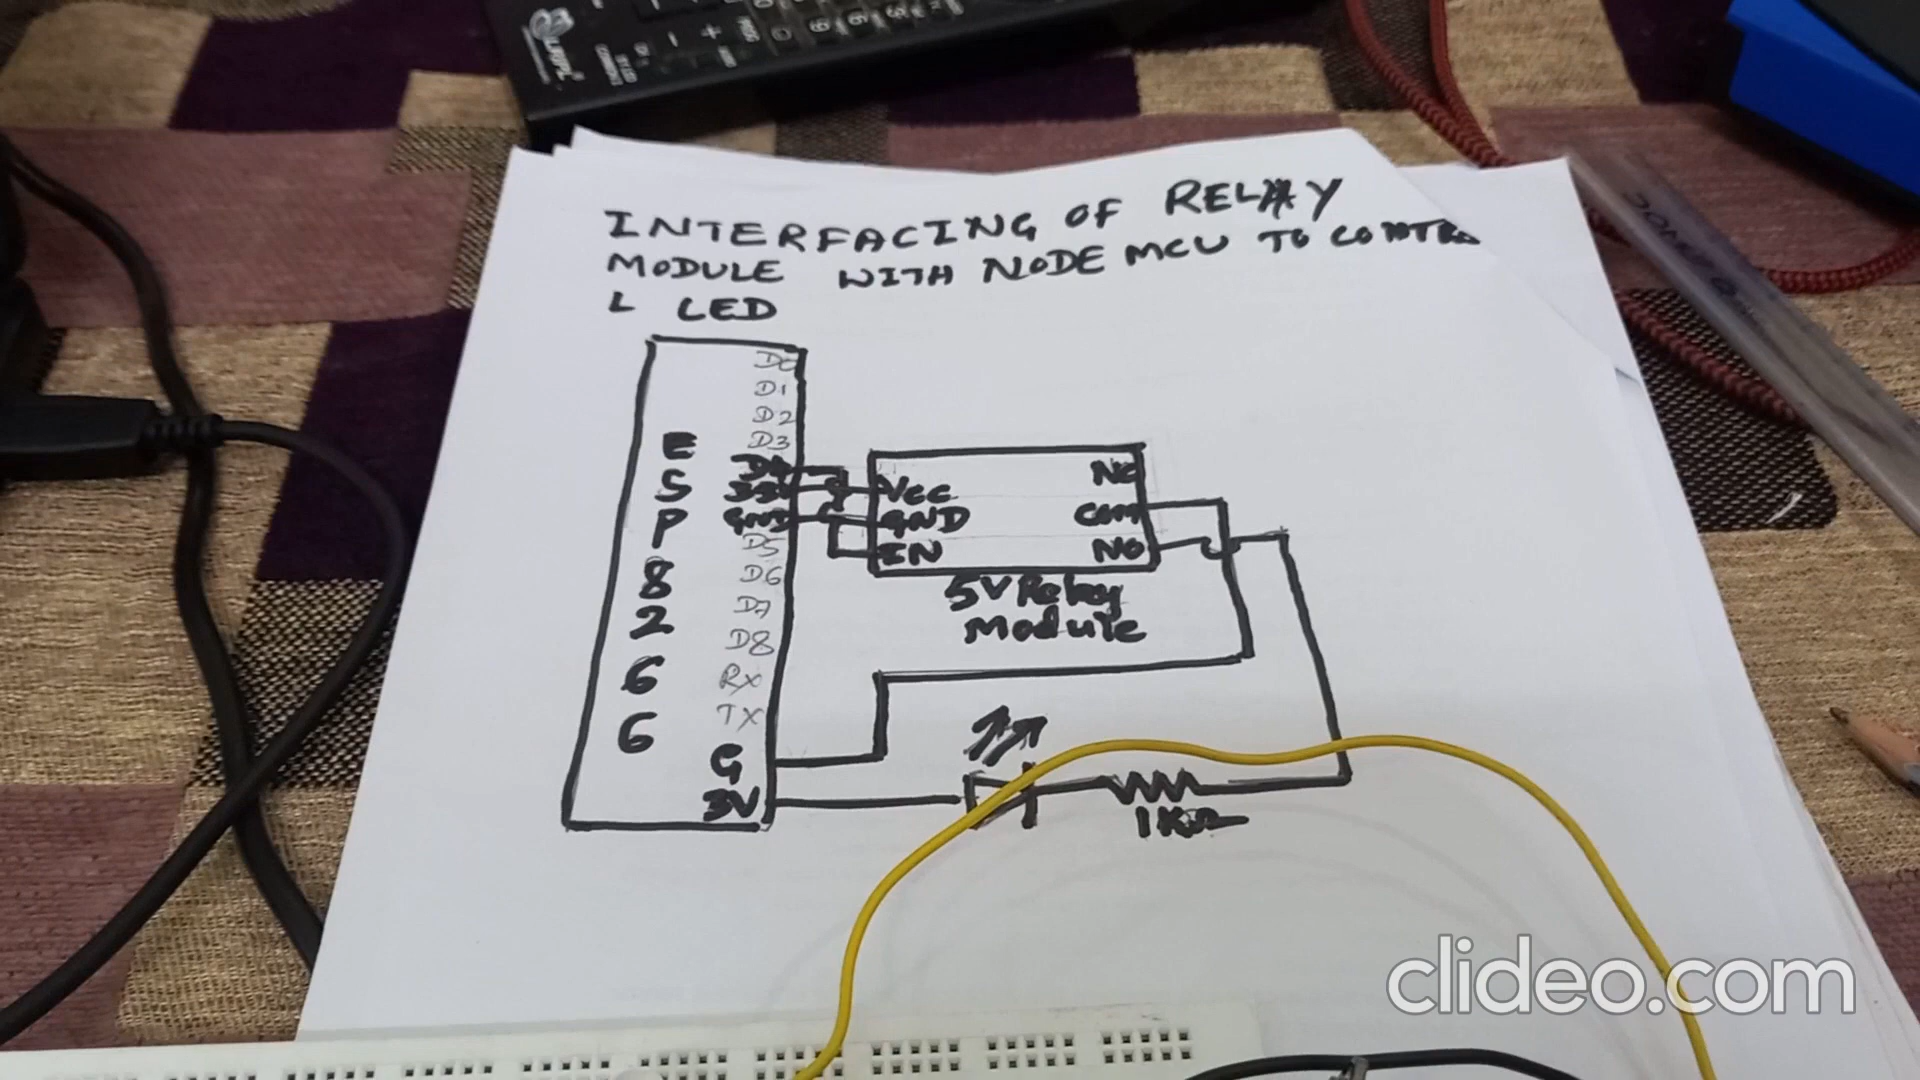 INTERFACING OF RELAY
MODULE WITH NODE MCU TO CONTRO
L LED
D0
D1
D2
D3
D4
3V
GND
D5
D6
D7
D8
RX
TX
G
3V
E
S
P
8
2
6
6
VCC
GND
IN
NC
COM
NO
5V Relay
Module
1KΩ
clideo.com